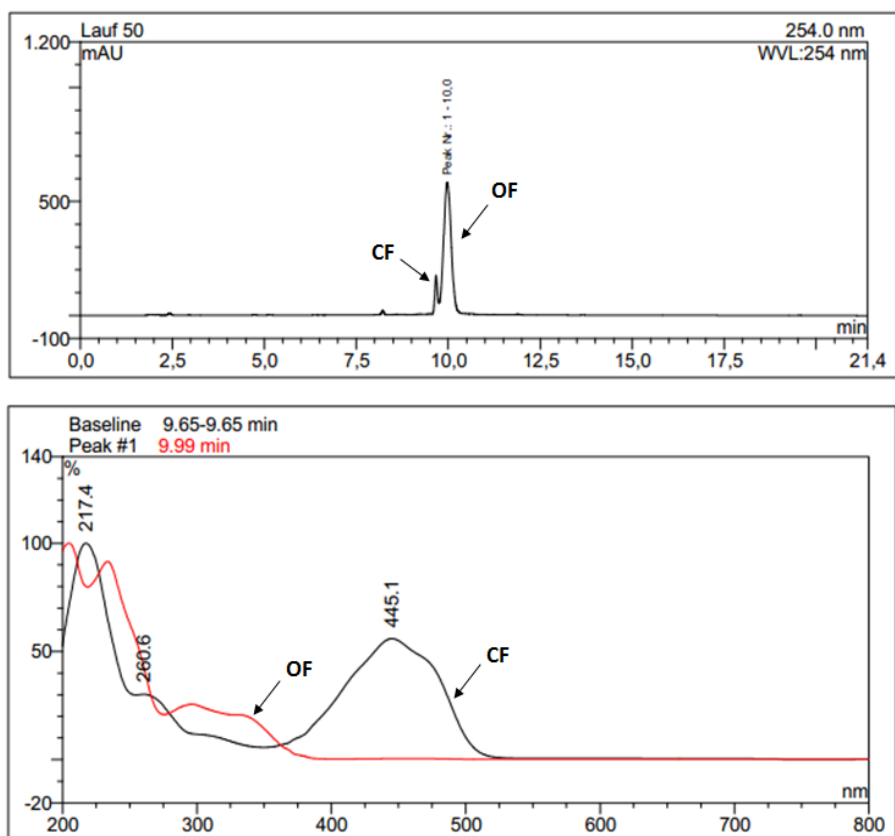 Lauf 50 254.0 nm
mAU WVL:254 nm
1.200
500
-100
Peak Nr.: 1 - 10,0
CF
OF
min
0,0 2,5 5,0 7,5 10,0 12,5 15,0 17,5 21,4
Baseline 9.65-9.65 min
Peak #1 9.99 min
140
%
100
50
-20
217.4
260.6
445.1
OF
CF
nm
200 300 400 500 600 700 800